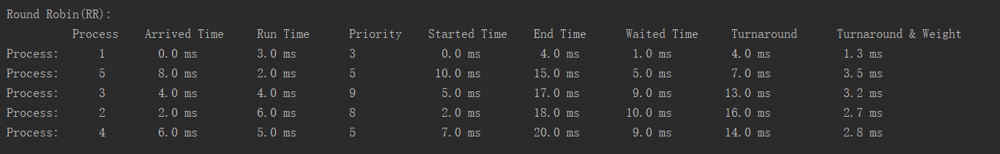 Round Robin(RR):
Process Arrived Time Run Time Priority Started Time End Time Waited Time Turnaround Turnaround & Weight
Process: 1 0.0 ms 3.0 ms 3 0.0 ms 4.0 ms 1.0 ms 4.0 ms 1.3 ms
Process: 5 8.0 ms 2.0 ms 5 10.0 ms 15.0 ms 5.0 ms 7.0 ms 3.5 ms
Process: 3 4.0 ms 4.0 ms 9 5.0 ms 17.0 ms 9.0 ms 13.0 ms 3.2 ms
Process: 2 2.0 ms 6.0 ms 8 2.0 ms 18.0 ms 10.0 ms 16.0 ms 2.7 ms
Process: 4 6.0 ms 5.0 ms 5 7.0 ms 20.0 ms 9.0 ms 14.0 ms 2.8 ms